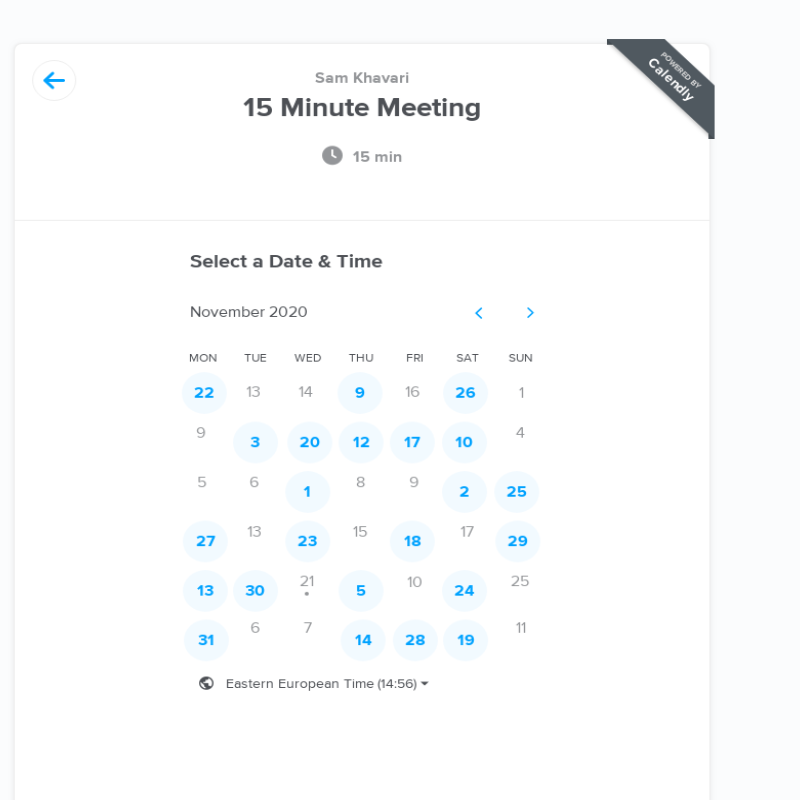 POWERED BY
Calendly
Sam Khavari
15 Minute Meeting
15 min
Select a Date & Time
November 2020
MON TUE WED THU FRI SAT SUN
22 13 14 9 16 26 1
9 3 20 12 17 10 4
5 6 1 8 9 2 25
27 13 23 15 18 17 29
13 30 21 5 10 24 25
31 6 7 14 28 19 11
Eastern European Time (14:56)